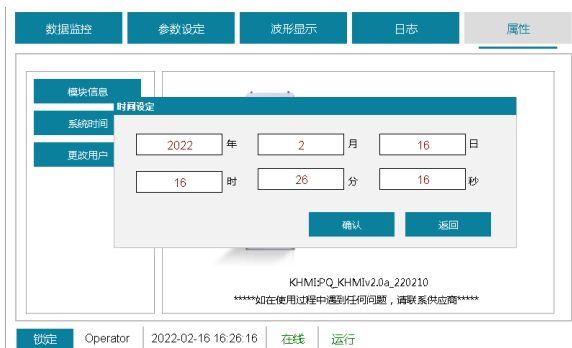 数据监控 参数设定 波形显示 日志 属性
模块信息
时间设定
系统时间
2022 年 2 月 16 日
更改用户
16 时 26 分 16 秒
确认 返回
KHMI:PQ_KHMIv2.0a_220210
*****如在使用过程中遇到任何问题，请联系供应商*****
锁定 Operator 2022-02-16 16:26:16 在线 运行